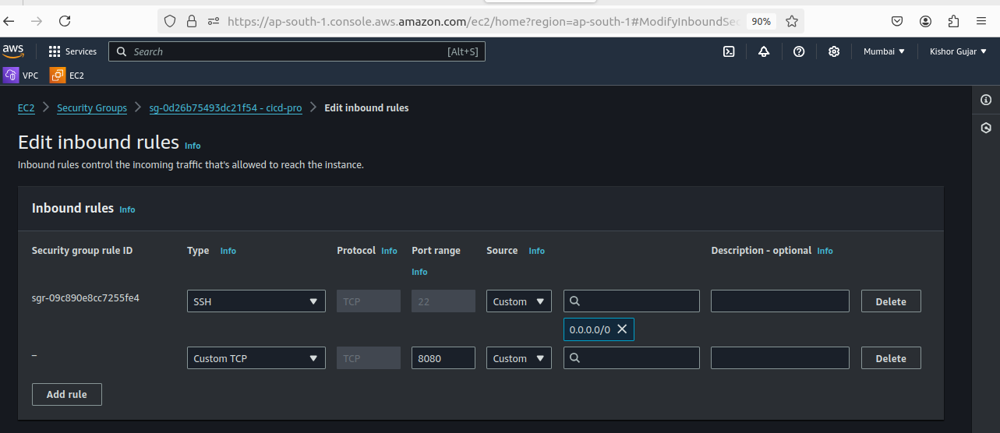 https://ap-south-1.console.aws.amazon.com/ec2/home?region=ap-south-1#ModifyInboundSec
90%
aws
Services
Search
[Alt+S]
Mumbai
Kishor Gujar
VPC
EC2
EC2 > Security Groups > sg-0d26b75493dc21f54 - cicd-pro > Edit inbound rules
Edit inbound rules Info
Inbound rules control the incoming traffic that's allowed to reach the instance.
Inbound rules Info
Security group rule ID Type Info Protocol Info Port range Source Info Description - optional Info
Info
sgr-09c890e8cc7255fe4 SSH TCP 22 Custom Delete
0.0.0.0/0
– Custom TCP TCP 8080 Custom Delete
Add rule